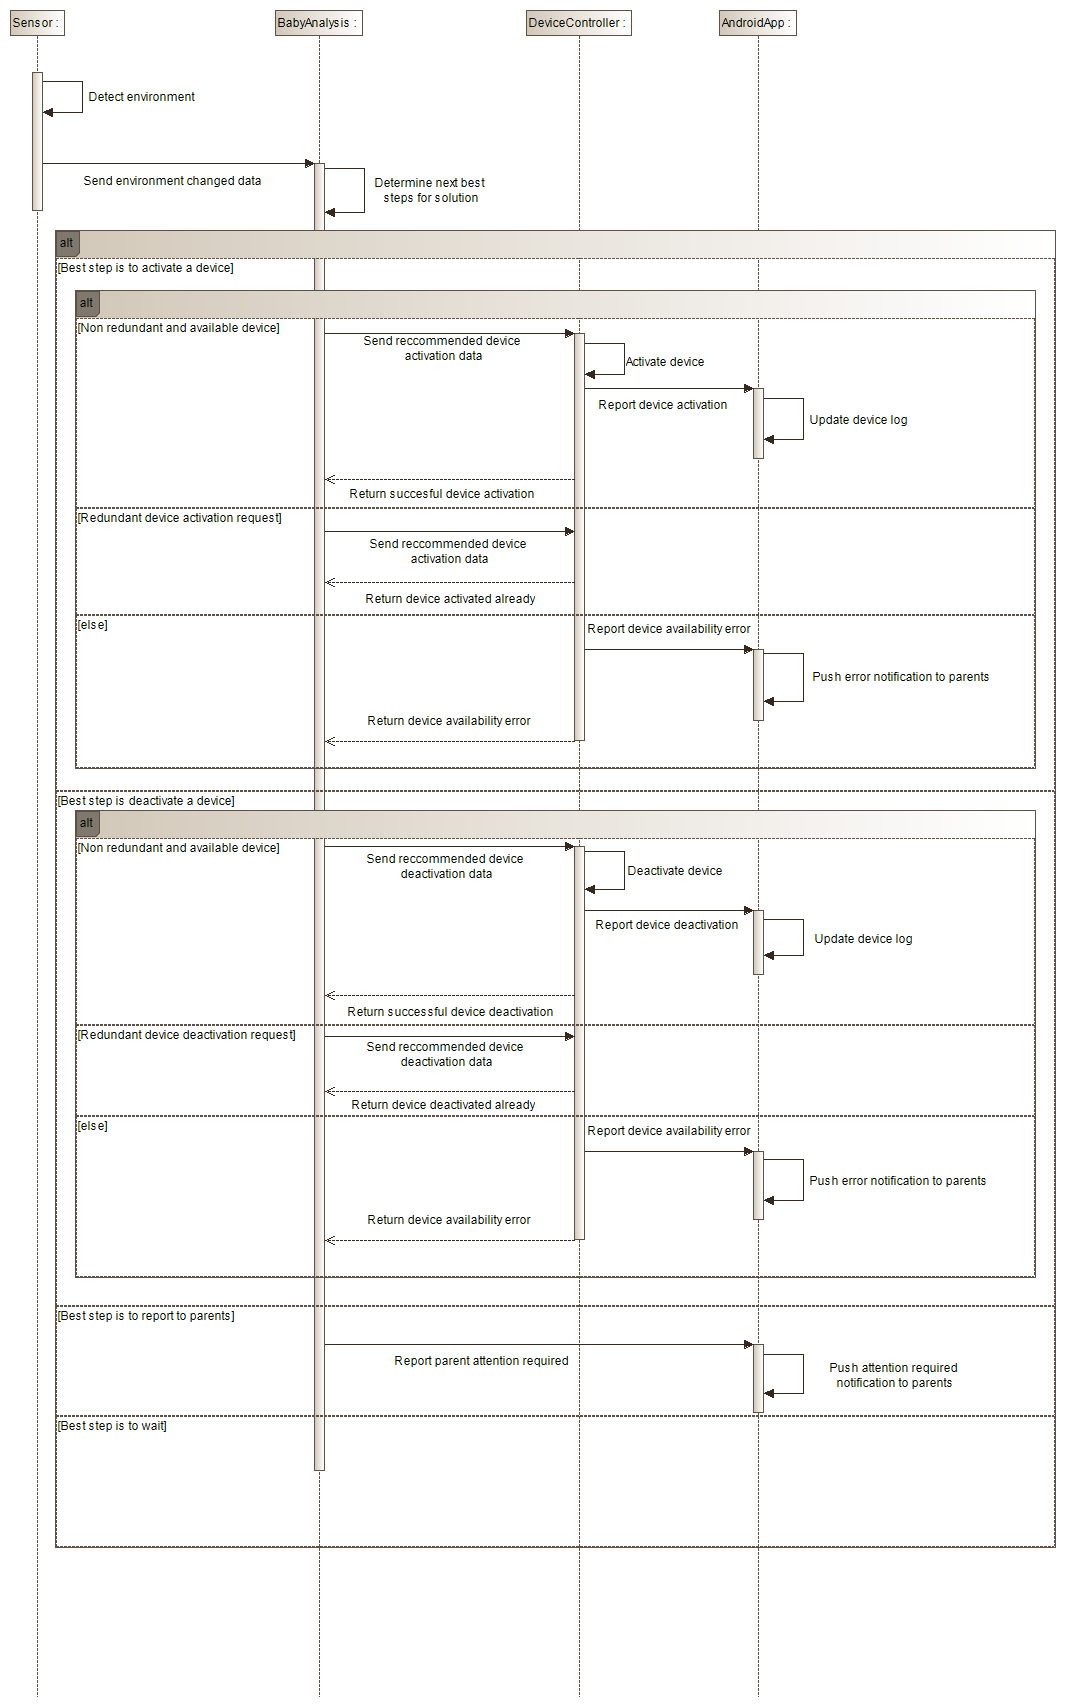 Sensor :
BabyAnalysis :
DeviceController :
AndroidApp :
Detect environment
Send environment changed data
Determine next best
steps for solution
alt
[Best step is to activate a device]
alt
[Non redundant and available device]
Send reccommended device
activation data
Activate device
Report device activation
Update device log
Return succesful device activation
[Redundant device activation request]
Send reccommended device
activation data
Return device activated already
[else]
Report device availability error
Push error notification to parents
Return device availability error
[Best step is deactivate a device]
alt
[Non redundant and available device]
Send reccommended device
deactivation data
Deactivate device
Report device deactivation
Update device log
Return successful device deactivation
[Redundant device deactivation request]
Send reccommended device
deactivation data
Return device deactivated already
[else]
Report device availability error
Push error notification to parents
Return device availability error
[Best step is to report to parents]
Report parent attention required
Push attention required
notification to parents
[Best step is to wait]